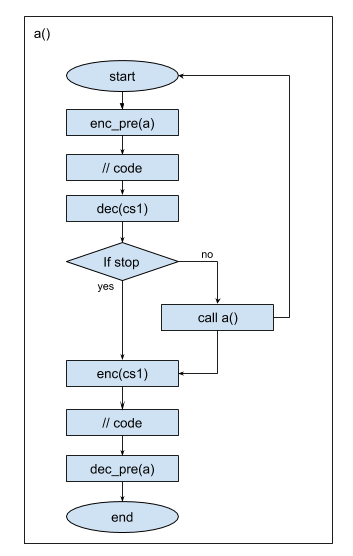 a()
start
enc_pre(a)
// code
dec(cs1)
If stop
no
yes
call a()
enc(cs1)
// code
dec_pre(a)
end